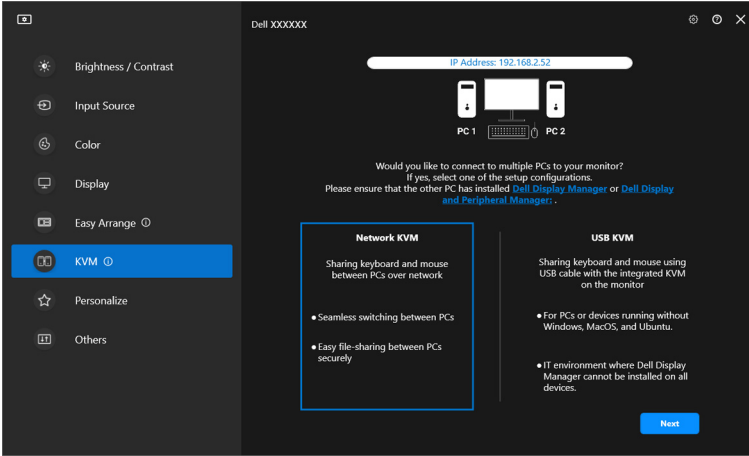 Dell XXXXXX
Brightness / Contrast
Input Source
Color
Display
Easy Arrange
KVM
Personalize
Others
IP Address: 192.168.2.52
PC 1
PC 2
Would you like to connect to multiple PCs to your monitor?
If yes, select one of the setup configurations.
Please ensure that the other PC has installed Dell Display Manager or Dell Display
and Peripheral Manager: .
Network KVM
Sharing keyboard and mouse
between PCs over network
● Seamless switching between PCs
● Easy file-sharing between PCs
securely
USB KVM
Sharing keyboard and mouse using
USB cable with the integrated KVM
on the monitor
● For PCs or devices running without
Windows, MacOS, and Ubuntu.
● IT environment where Dell Display
Manager cannot be installed on all
devices.
Next